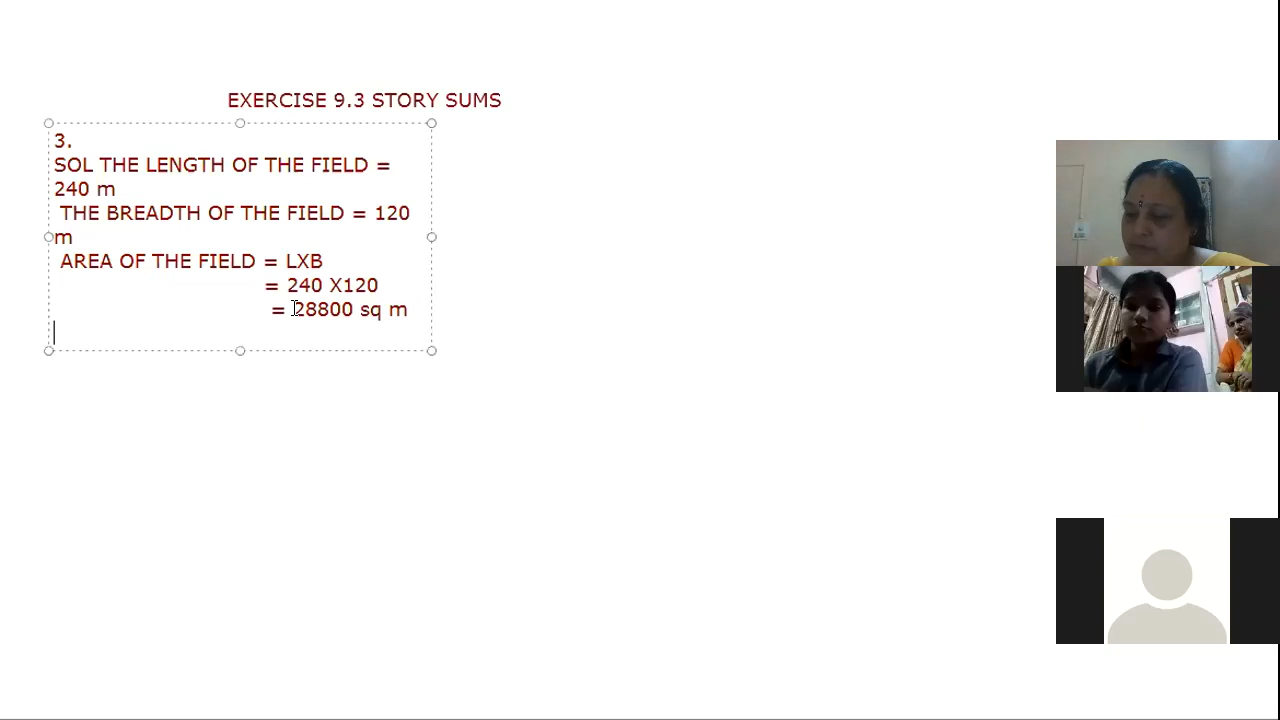 EXERCISE 9.3 STORY SUMS
3.
SOL THE LENGTH OF THE FIELD =
240 m
THE BREADTH OF THE FIELD = 120
m
AREA OF THE FIELD = LXB
= 240 X120
= 28800 sq m